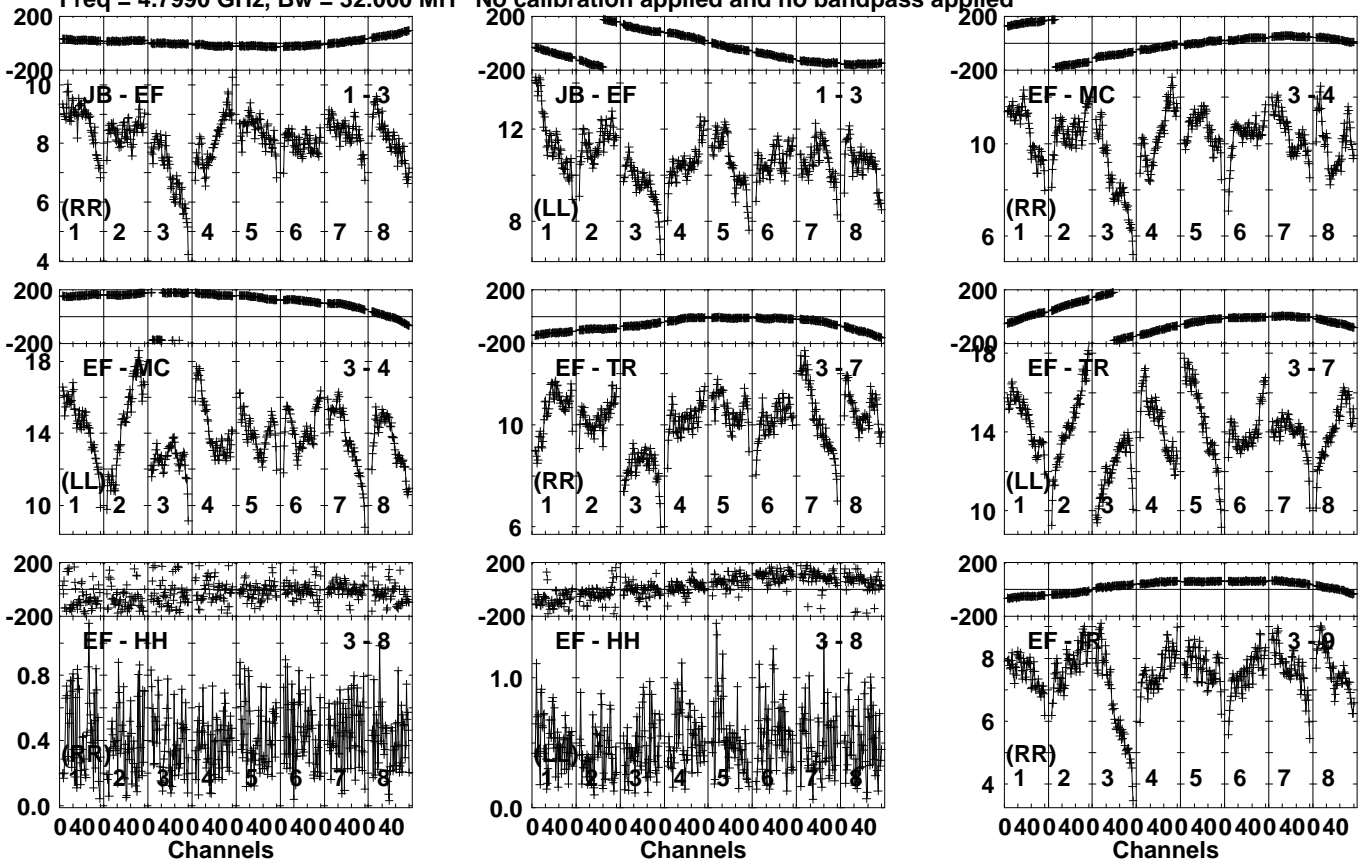 Freq = 4.7990 GHz, Bw = 32.000 MH No calibration applied and no bandpass applied
200 200 200
-200 -200 -200
JB - EF 1 - 3 JB - EF 1 - 3 EF - MC 3 - 4
10 8 6 4
12 8
10 6
(RR) (LL) (RR)
1 2 3 4 5 6 7 8 1 2 3 4 5 6 7 8 1 2 3 4 5 6 7 8
200 200 200
-200 -200 -200
EF - MC 3 - 4 EF - TR 3 - 7 EF - TR 3 - 7
18 14 10
10 6
18 14 10
(LL) (RR) (LL)
1 2 3 4 5 6 7 8 1 2 3 4 5 6 7 8 1 2 3 4 5 6 7 8
200 200 200
-200 -200 -200
EF - HH 3 - 8 EF - HH 3 - 8 EF - IR 3 - 9
0.8 0.4 0.0
1.0 0.0
8 6 4
(RR) (LL) (RR)
1 2 3 4 5 6 7 8 1 2 3 4 5 6 7 8 1 2 3 4 5 6 7 8
0 40 0 40 0 40 0 40 0 40 0 40 0 40 0 40 0 40 0 40 0 40 0 40 0 40 0 40 0 40 0 40 0 40 0 40 0 40 0 40 0 40 0 40 0 40 0 40
Channels Channels Channels